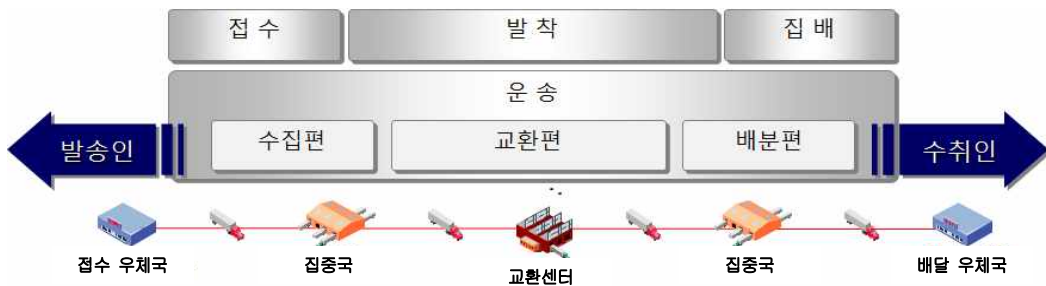 접 수
발 착
집 배
운 송
발송인
수집편
교환편
배분편
수취인
접수 우체국
집중국
교환센터
집중국
배달 우체국